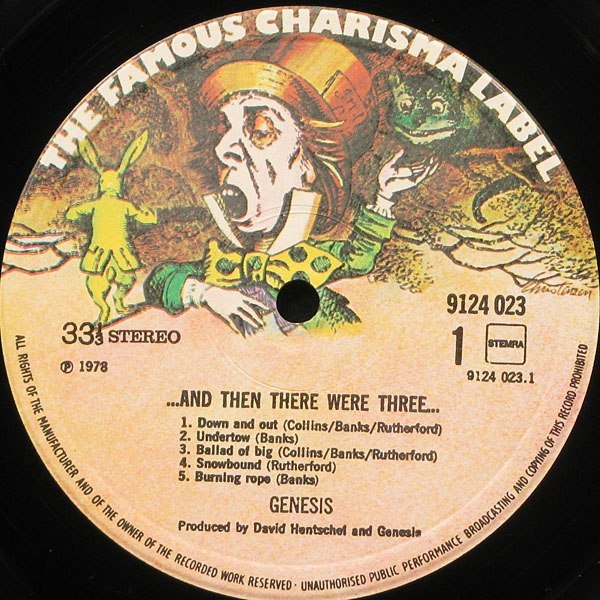 THE FAMOUS CHARISMA LABEL
9124 023
33⅓ STEREO
1
STEMRA
℗ 1978
9124 023.1
...AND THEN THERE WERE THREE...
1. Down and out (Collins/Banks/Rutherford)
2. Undertow (Banks)
3. Ballad of big (Collins/Banks/Rutherford)
4. Snowbound (Rutherford)
5. Burning rope (Banks)
GENESIS
Produced by David Hentschel and Genesis
ALL RIGHTS OF THE MANUFACTURER AND OF THE OWNER OF THE RECORDED WORK RESERVED · UNAUTHORISED PUBLIC PERFORMANCE BROADCASTING AND COPYING OF THIS RECORD PROHIBITED